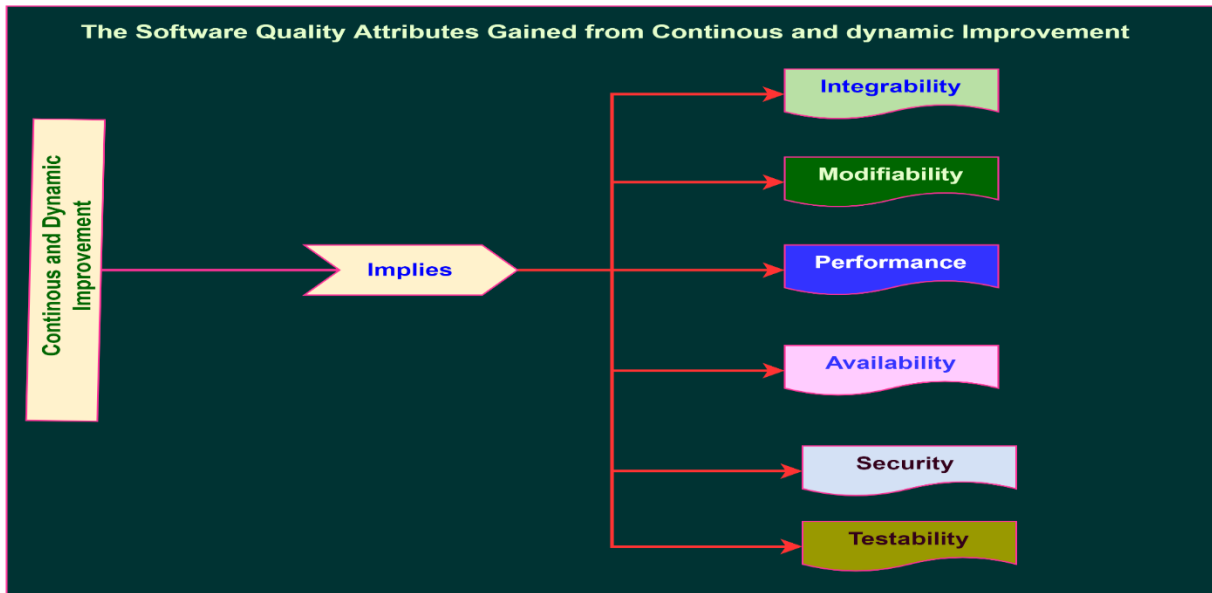 The Software Quality Attributes Gained from Continous and dynamic Improvement
Continous and Dynamic
Improvement
Implies
Integrability
Modifiability
Performance
Availability
Security
Testability